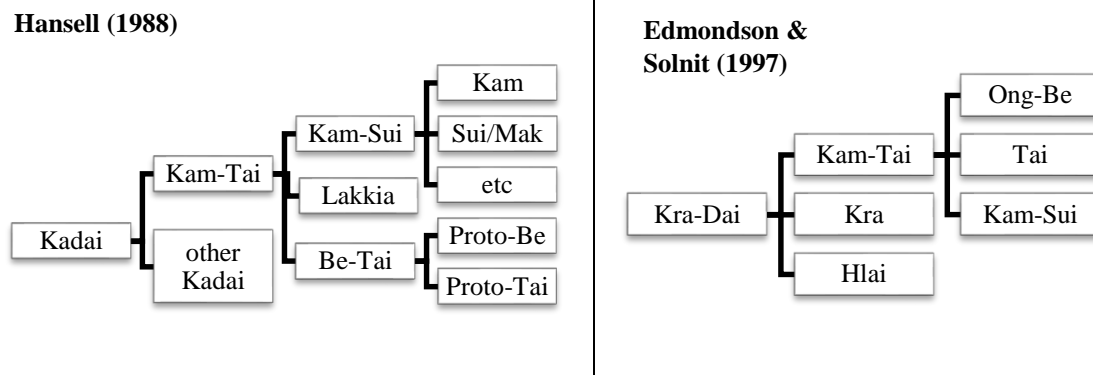 Hansell (1988)
Kadai
Kam-Tai
other
Kadai
Kam-Sui
Lakkia
Be-Tai
Kam
Sui/Mak
etc
Proto-Be
Proto-Tai
Edmondson &
Solnit (1997)
Kra-Dai
Kam-Tai
Kra
Hlai
Ong-Be
Tai
Kam-Sui